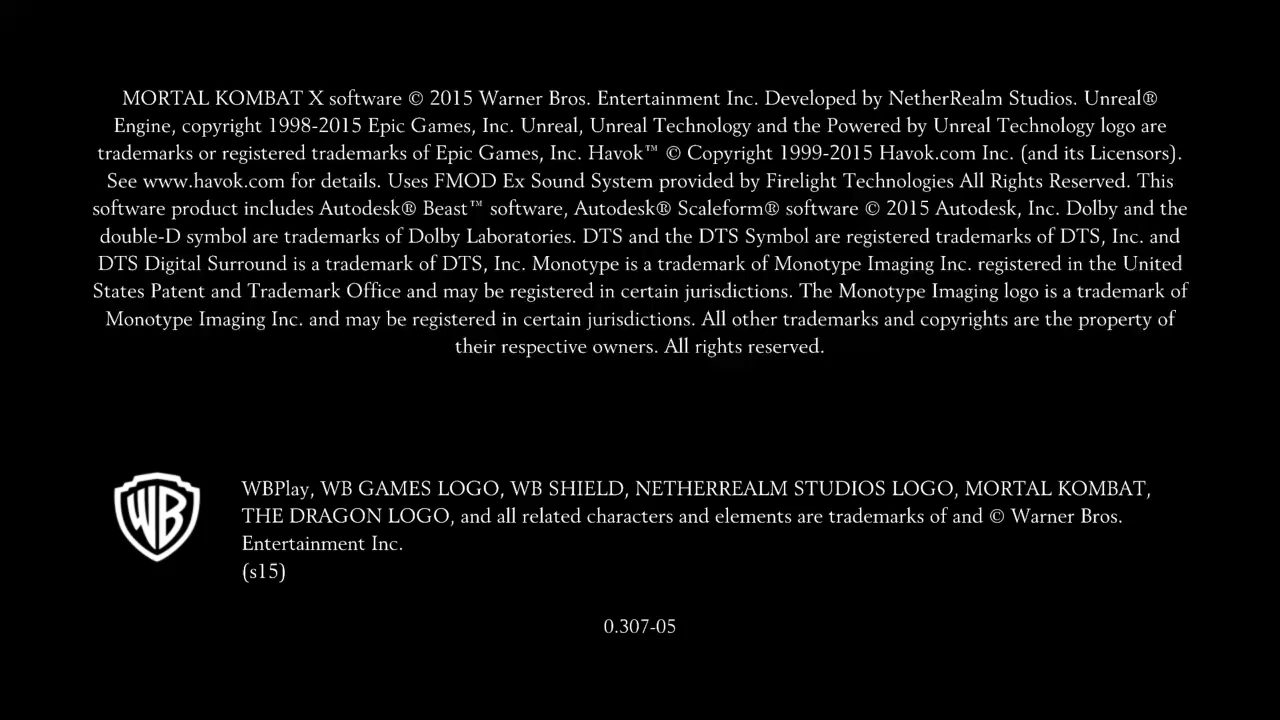 MORTAL KOMBAT X software © 2015 Warner Bros. Entertainment Inc. Developed by NetherRealm Studios. Unreal®
Engine, copyright 1998-2015 Epic Games, Inc. Unreal, Unreal Technology and the Powered by Unreal Technology logo are
trademarks or registered trademarks of Epic Games, Inc. Havok™ © Copyright 1999-2015 Havok.com Inc. (and its Licensors).
See www.havok.com for details. Uses FMOD Ex Sound System provided by Firelight Technologies All Rights Reserved. This
software product includes Autodesk® Beast™ software, Autodesk® Scaleform® software © 2015 Autodesk, Inc. Dolby and the
double-D symbol are trademarks of Dolby Laboratories. DTS and the DTS Symbol are registered trademarks of DTS, Inc. and
DTS Digital Surround is a trademark of DTS, Inc. Monotype is a trademark of Monotype Imaging Inc. registered in the United
States Patent and Trademark Office and may be registered in certain jurisdictions. The Monotype Imaging logo is a trademark of
Monotype Imaging Inc. and may be registered in certain jurisdictions. All other trademarks and copyrights are the property of
their respective owners. All rights reserved.
WB
WBPlay, WB GAMES LOGO, WB SHIELD, NETHERREALM STUDIOS LOGO, MORTAL KOMBAT,
THE DRAGON LOGO, and all related characters and elements are trademarks of and © Warner Bros.
Entertainment Inc.
(s15)
0.307-05